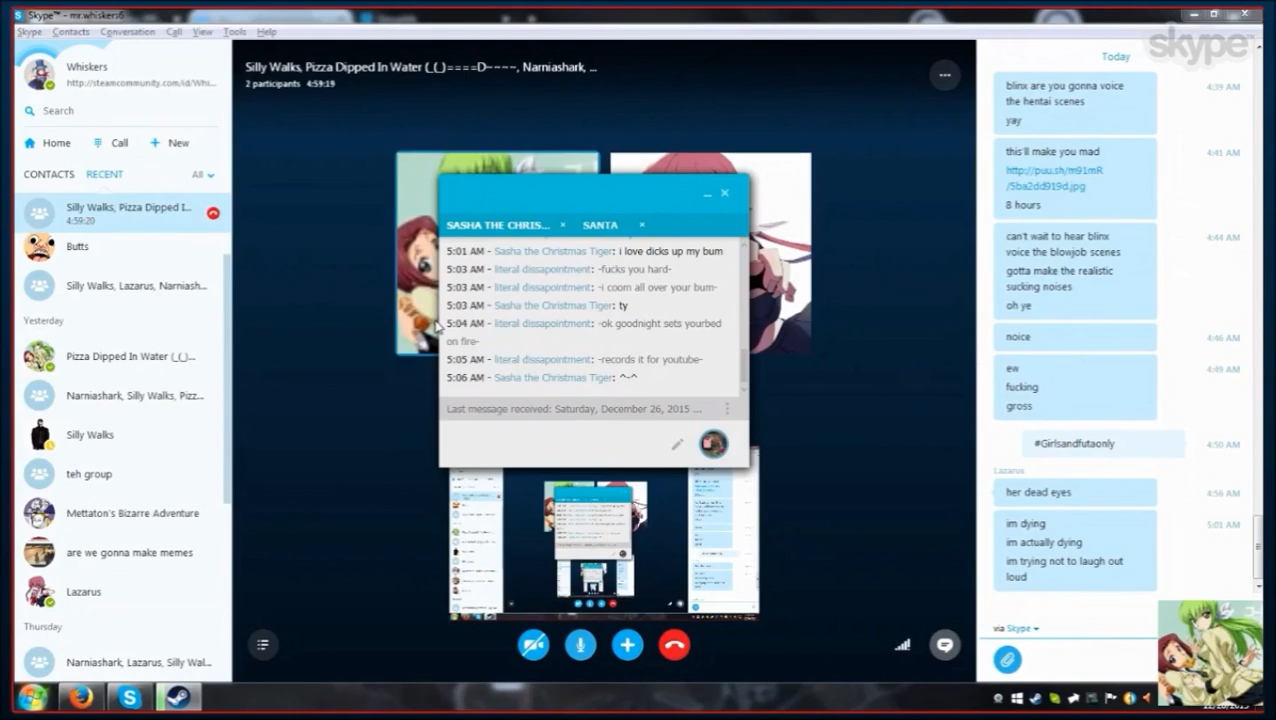 Skype™ - mr.whiskers6
Skype Contacts Conversation Call View Tools Help
skype
Whiskers
http://steamcommunity.com/id/Whi...
Search
Home Call New
CONTACTS RECENT All
Silly Walks, Pizza Dipped I...
4:59:20
Butts
Silly Walks, Lazarus, Narniash...
Yesterday
Pizza Dipped In Water (_(_)...
Narniashark, Silly Walks, Pizz...
Silly Walks
teh group
Mettaton's Bizarre Adventure
are we gonna make memes
Lazarus
Thursday
Narniashark, Lazarus, Silly Wal...
Silly Walks, Pizza Dipped In Water (_(_)====D~~~~, Narniashark, ...
2 participants 4:59:19
SASHA THE CHRIS... × SANTA ×
5:01 AM - Sasha the Christmas Tiger: i love dicks up my bum
5:03 AM - literal dissapointment: -fucks you hard-
5:03 AM - literal dissapointment: -i coom all over your bum-
5:03 AM - Sasha the Christmas Tiger: ty
5:04 AM - literal dissapointment: -ok goodnight sets yourbed
on fire-
5:05 AM - literal dissapointment: -records it for youtube-
5:06 AM - Sasha the Christmas Tiger: ^~^
Last message received: Saturday, December 26, 2015 ...
Today
blinx are you gonna voice 4:39 AM
the hentai scenes
yay
this'll make you mad 4:41 AM
http://puu.sh/m91mR
/5ba2dd919d.jpg
8 hours
can't wait to hear blinx 4:44 AM
voice the blowjob scenes
gotta make the realistic
sucking noises
oh ye
noice 4:46 AM
ew 4:49 AM
fucking
gross
#Girlsandfutaonly 4:50 AM
Lazarus
her dead eyes 4:56 AM
im dying 5:01 AM
im actually dying
im trying not to laugh out
loud
via Skype